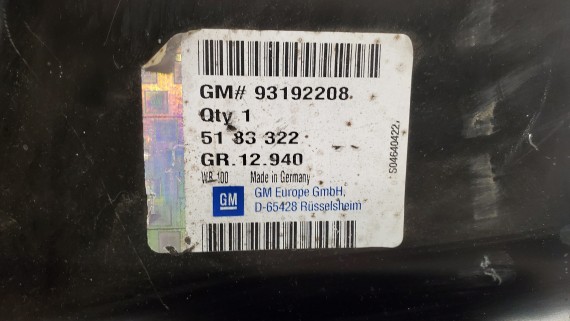 GM# 93192208
Qty 1
51 83 322
GR.12.940
WR 100 Made in Germany
GM
GM Europe GmbH,
D-65428 Rüsselsheim
S04640422